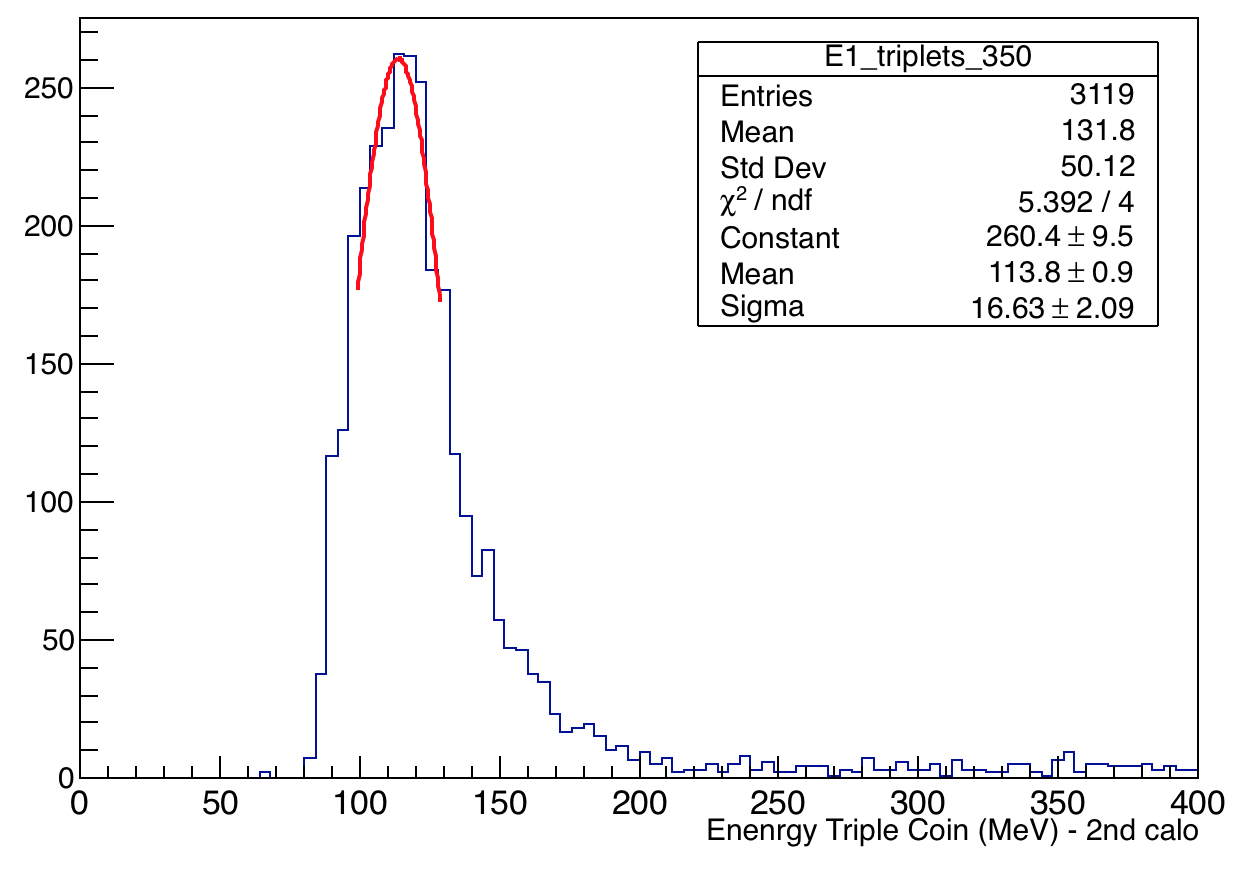 E1_triplets_350
Entries 3119
Mean 131.8
Std Dev 50.12
χ² / ndf 5.392 / 4
Constant 260.4 ± 9.5
Mean 113.8 ± 0.9
Sigma 16.63 ± 2.09
250
200
150
100
50
0
0 50 100 150 200 250 300 350 400
Enenrgy Triple Coin (MeV) - 2nd calo